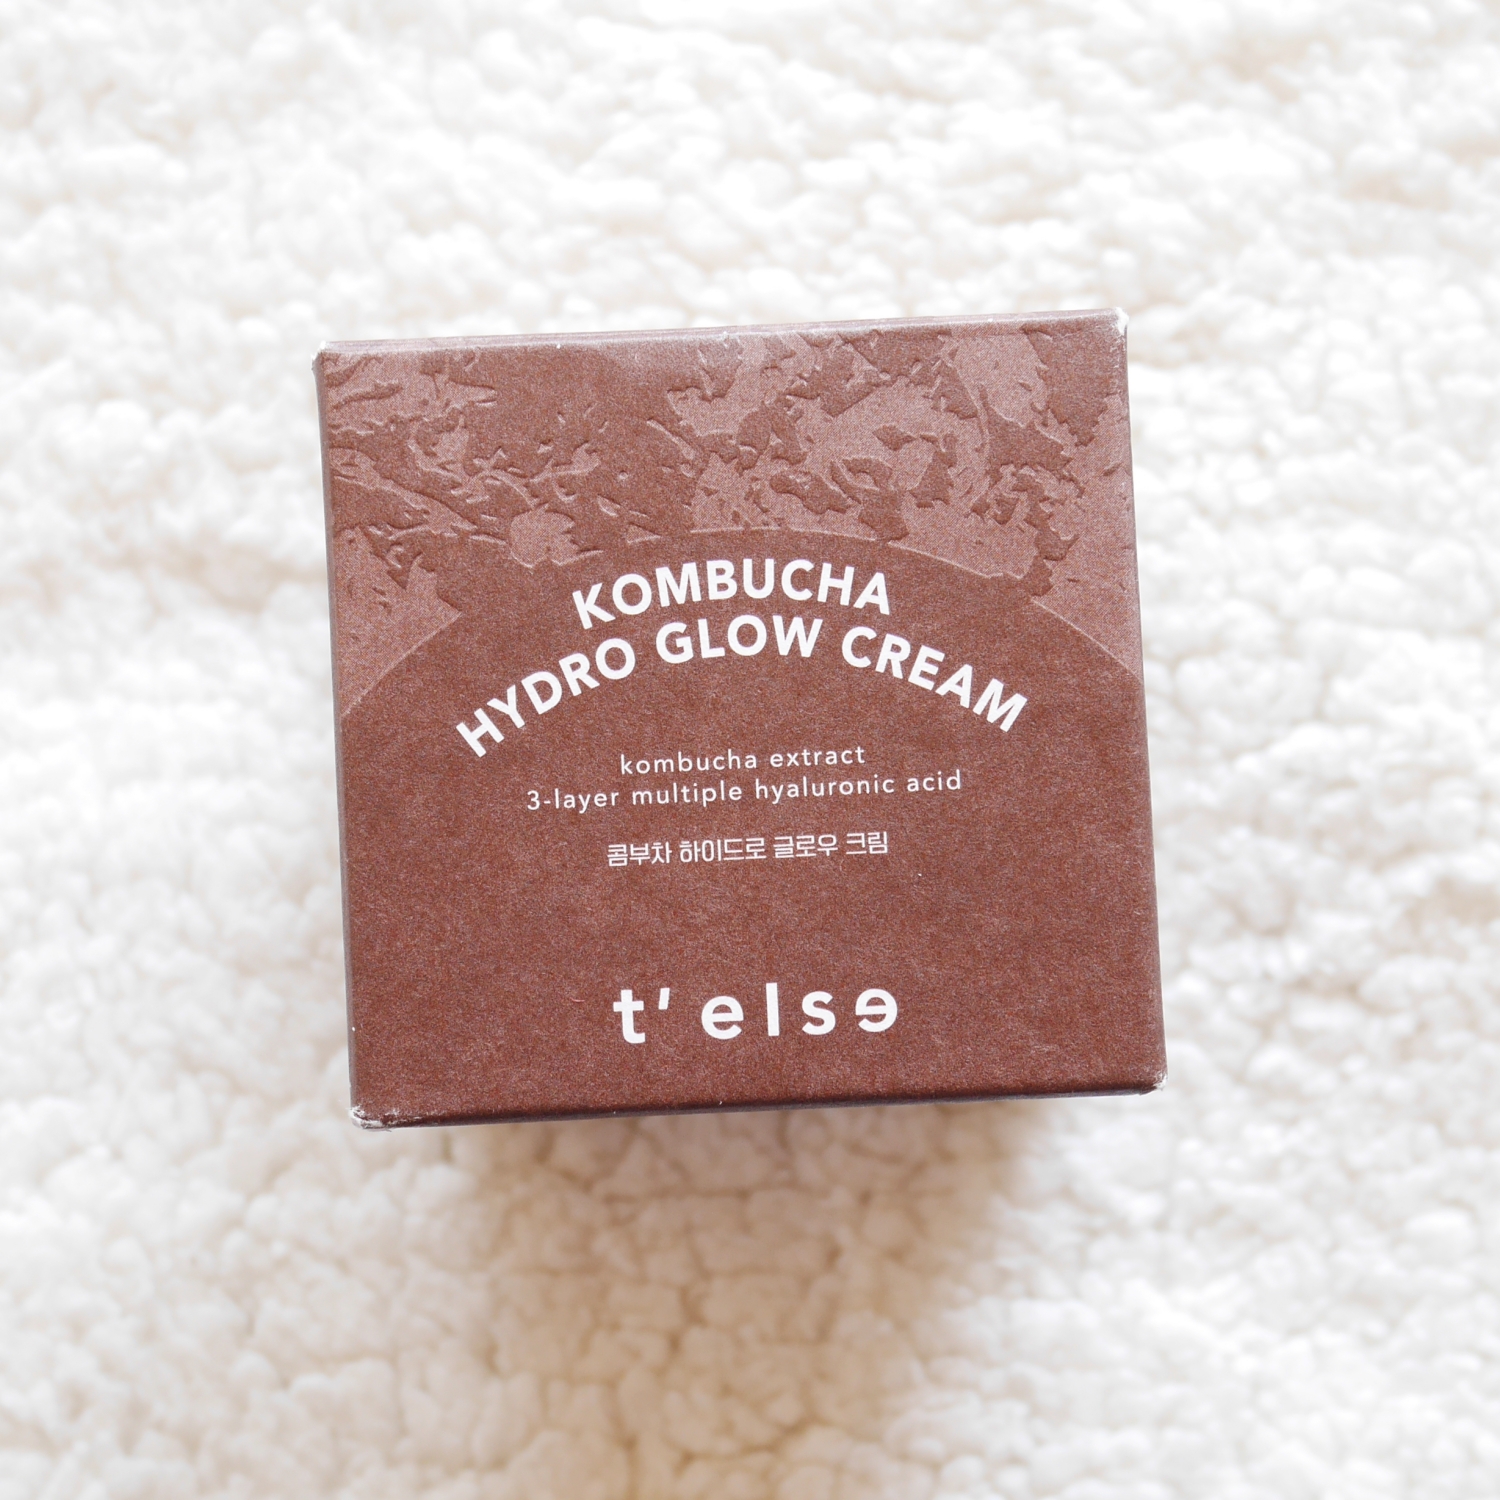 KOMBUCHA
HYDRO GLOW CREAM
kombucha extract
3-layer multiple hyaluronic acid
콤부차 하이드로 글로우 크림
t' else